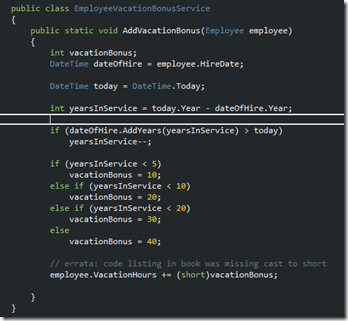 public class EmployeeVacationBonusService
{
public static void AddVacationBonus(Employee employee)
{
int vacationBonus;
DateTime dateOfHire = employee.HireDate;
DateTime today = DateTime.Today;
int yearsInService = today.Year - dateOfHire.Year;
if (dateOfHire.AddYears(yearsInService) > today)
yearsInService--;
if (yearsInService < 5)
vacationBonus = 10;
else if (yearsInService < 10)
vacationBonus = 20;
else if (yearsInService < 20)
vacationBonus = 30;
else
vacationBonus = 40;
// errata: code listing in book was missing cast to short
employee.VacationHours += (short)vacationBonus;
}
}